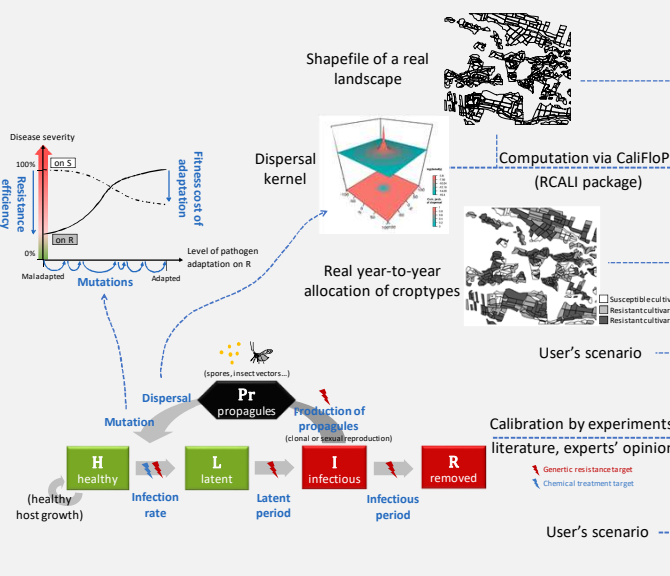 Shapefile of a real
landscape
Disease severity
100%
on S
Resistance
efficiency
Fitness cost of
adaptation
on R
0%
Level of pathogen
adaptation on R
Maladapted
Adapted
Mutations
Dispersal
kernel
Computation via CaliFloP
(RCALI package)
Real year-to-year
allocation of croptypes
Susceptible cultiv
Resistant cultivar
Resistant cultivar
User's scenario
(spores, insect vectors...)
Dispersal
Pr
propagules
Mutation
Production of
propagules
(clonal or sexual reproduction)
Calibration by experiments
literature, experts' opinion
H
healthy
L
latent
I
infectious
R
removed
Genertic resistance target
Chemical treatment target
(healthy
host growth)
Infection
rate
Latent
period
Infectious
period
User's scenario